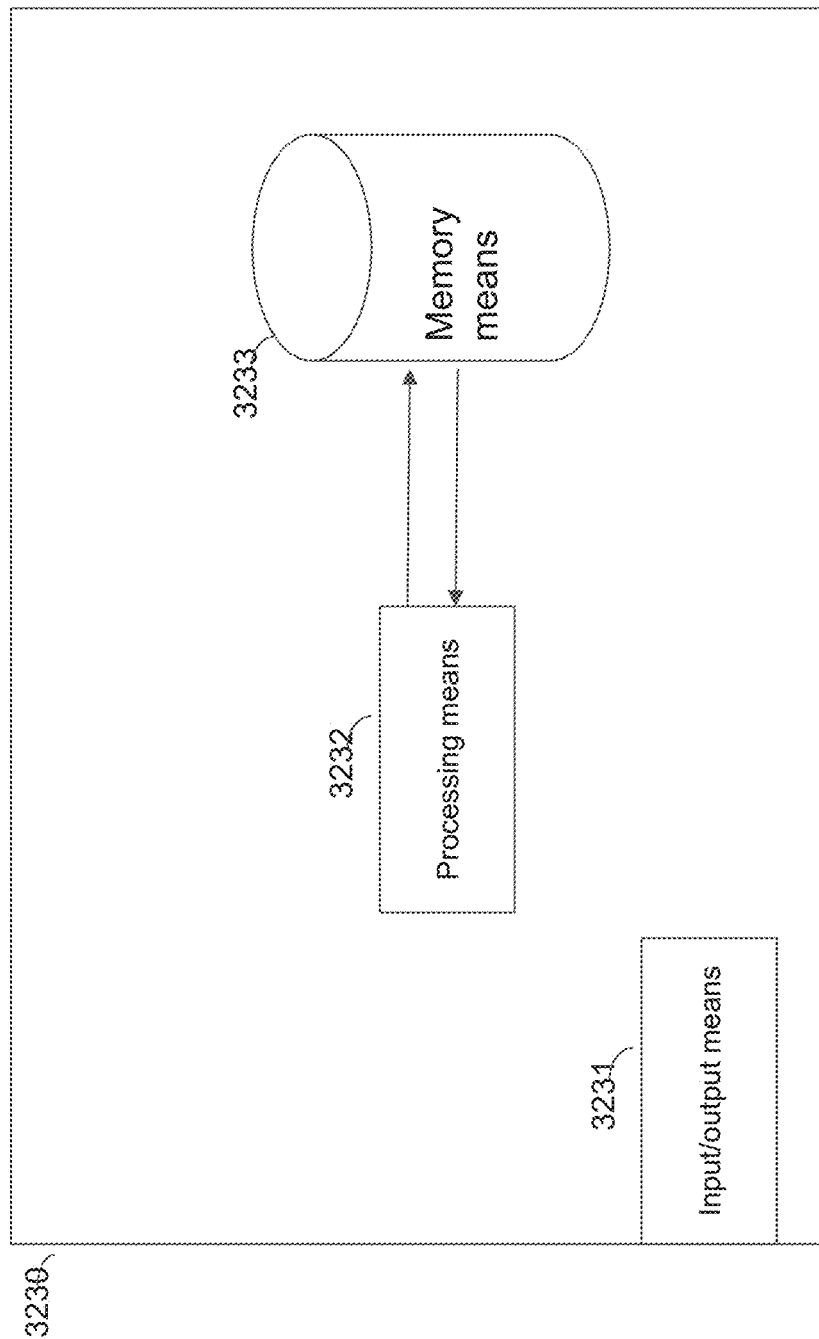 3230
3231
Input/output means
3232
Processing means
3233
Memory
means